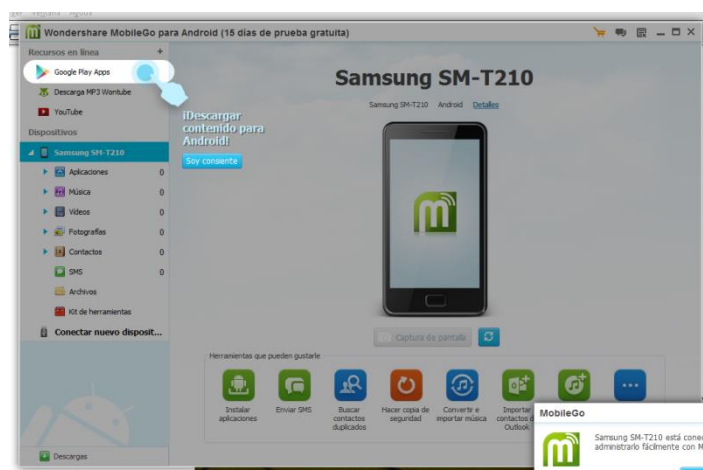 Wondershare MobileGo para Android (15 días de prueba gratuita)
Recursos en línea +
Google Play Apps
Descarga MP3 Wontube
YouTube
Dispositivos
Samsung SM-T210
Aplicaciones 0
Música 0
Vídeos 0
Fotografías 0
Contactos 0
SMS 0
Archivos
Kit de herramientas
Conectar nuevo disposit...
Descargas
¡Descargar
contenido para
Android!
Soy consiente
Samsung SM-T210
Samsung SM-T210 Android Detalles
Captura de pantalla
Herramientas que pueden gustarle
Instalar
aplicaciones
Enviar SMS
Buscar
contactos
duplicados
Hacer copia de
seguridad
Convertir e
importar música
Importar
contactos d
Outlook
MobileGo
Samsung SM-T210 está conec
administrarlo fácilmente con M